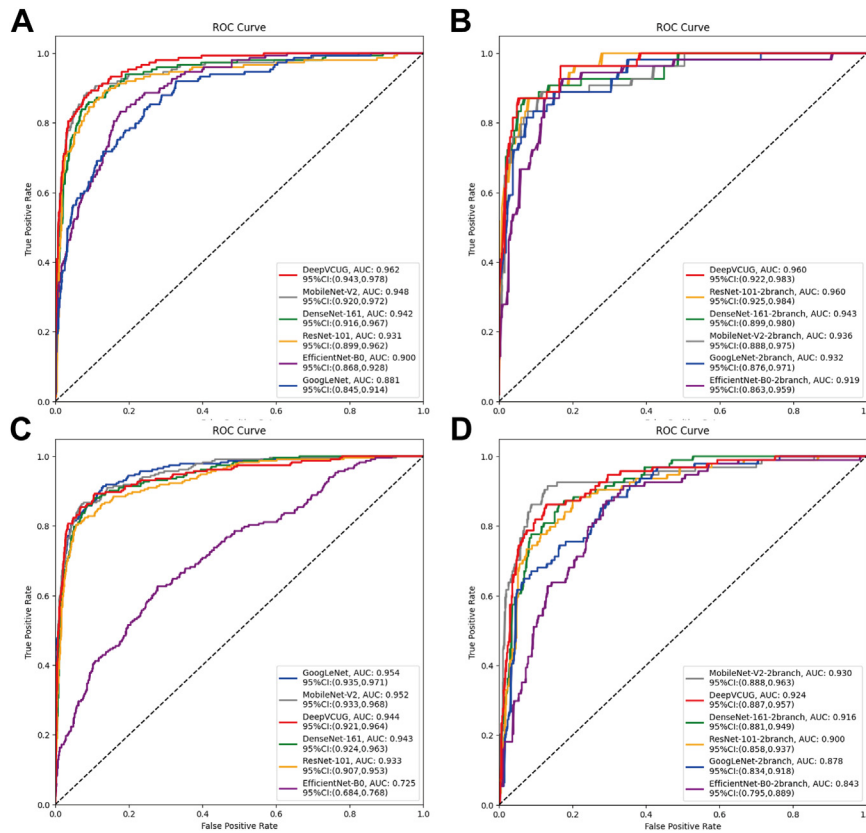 A
ROC Curve
True Positive Rate
1.0
0.8
0.6
0.4
0.2
0.0
DeepVCUG, AUC: 0.962
95%CI:(0.943,0.978)
MobileNet-V2, AUC: 0.948
95%CI:(0.920,0.972)
DenseNet-161, AUC: 0.942
95%CI:(0.916,0.967)
ResNet-101, AUC: 0.931
95%CI:(0.899,0.962)
EfficientNet-B0, AUC: 0.900
95%CI:(0.868,0.928)
GoogLeNet, AUC: 0.881
95%CI:(0.845,0.914)
0.0 0.2 0.4 0.6 0.8 1.0
B
ROC Curve
True Positive Rate
1.0
0.8
0.6
0.4
0.2
0.0
DeepVCUG, AUC: 0.960
95%CI:(0.922,0.983)
ResNet-101-2branch, AUC: 0.960
95%CI:(0.925,0.984)
DenseNet-161-2branch, AUC: 0.943
95%CI:(0.899,0.980)
MobileNet-V2-2branch, AUC: 0.936
95%CI:(0.888,0.975)
GoogLeNet-2branch, AUC: 0.932
95%CI:(0.876,0.971)
EfficientNet-B0-2branch, AUC: 0.919
95%CI:(0.863,0.959)
0.0 0.2 0.4 0.6 0.8 1.0
C
ROC Curve
True Positive Rate
1.0
0.8
0.6
0.4
0.2
0.0
GoogLeNet, AUC: 0.954
95%CI:(0.935,0.971)
MobileNet-V2, AUC: 0.952
95%CI:(0.933,0.968)
DeepVCUG, AUC: 0.944
95%CI:(0.921,0.964)
DenseNet-161, AUC: 0.943
95%CI:(0.924,0.963)
ResNet-101, AUC: 0.933
95%CI:(0.907,0.953)
EfficientNet-B0, AUC: 0.725
95%CI:(0.684,0.768)
0.0 0.2 0.4 0.6 0.8 1.0
False Positive Rate
D
ROC Curve
True Positive Rate
1.0
0.8
0.6
0.4
0.2
0.0
MobileNet-V2-2branch, AUC: 0.930
95%CI:(0.888,0.963)
DeepVCUG, AUC: 0.924
95%CI:(0.887,0.957)
DenseNet-161-2branch, AUC: 0.916
95%CI:(0.881,0.949)
ResNet-101-2branch, AUC: 0.900
95%CI:(0.858,0.937)
GoogLeNet-2branch, AUC: 0.878
95%CI:(0.834,0.918)
EfficientNet-B0-2branch, AUC: 0.843
95%CI:(0.795,0.889)
0.0 0.2 0.4 0.6 0.8 1.0
False Positive Rate